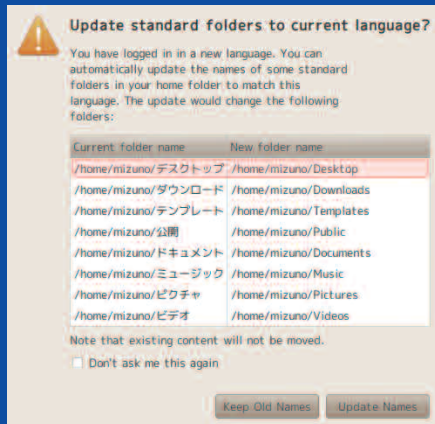 Update standard folders to current language?
You have logged in in a new language. You can
automatically update the names of some standard
folders in your home folder to match this
language. The update would change the following
folders:
Current folder name New folder name
/home/mizuno/デスクトップ /home/mizuno/Desktop
/home/mizuno/ダウンロード /home/mizuno/Downloads
/home/mizuno/テンプレート /home/mizuno/Templates
/home/mizuno/公開 /home/mizuno/Public
/home/mizuno/ドキュメント /home/mizuno/Documents
/home/mizuno/ミュージック /home/mizuno/Music
/home/mizuno/ピクチャ /home/mizuno/Pictures
/home/mizuno/ビデオ /home/mizuno/Videos
Note that existing content will not be moved.
Don't ask me this again
Keep Old Names Update Names